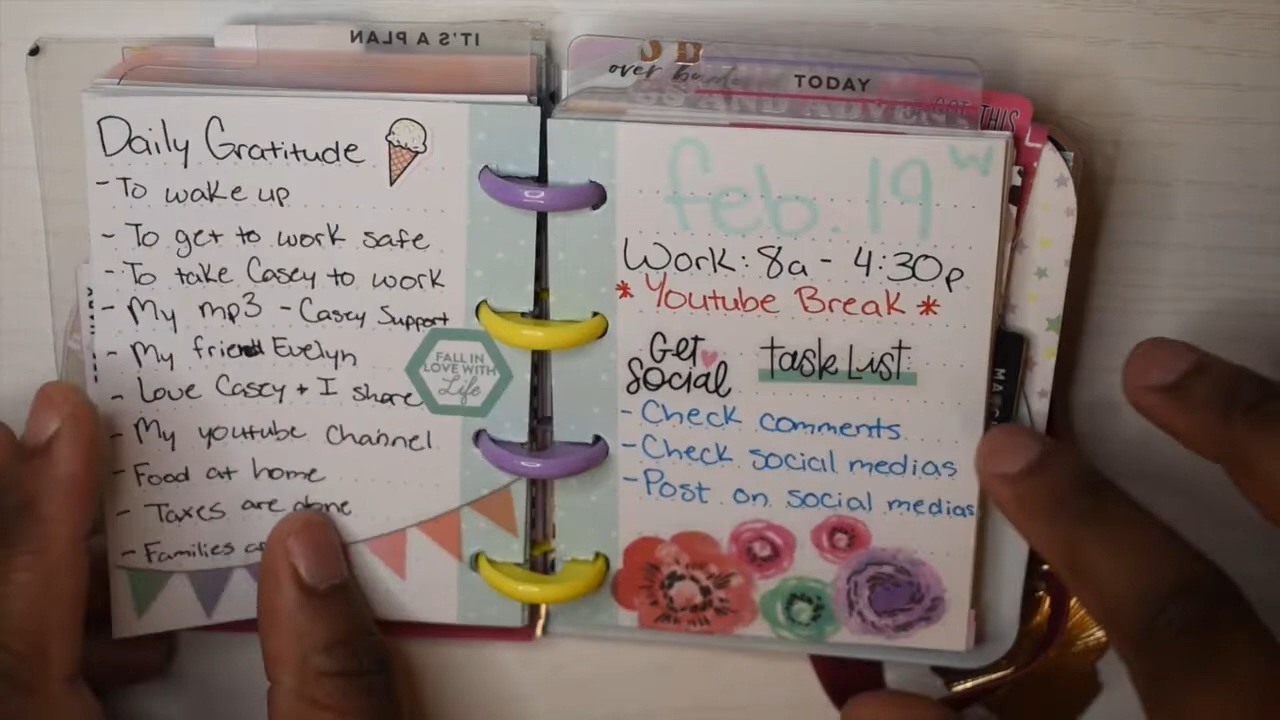 IT'S A PLAN
Daily Gratitude
- To wake up
- To get to work safe
- To take Casey to work
- My mp3 - Casey Support
- My friend Evelyn
- Love Casey + I share
- My youtube Channel
- Food at home
- Taxes are done
- Families
FALL IN
LOVE WITH
Life
over
TODAY
THIS
feb. 19 W
Work: 8a - 4:30p
* Youtube Break *
Get Social
task List
- Check comments
- Check social medias
- Post on social medias